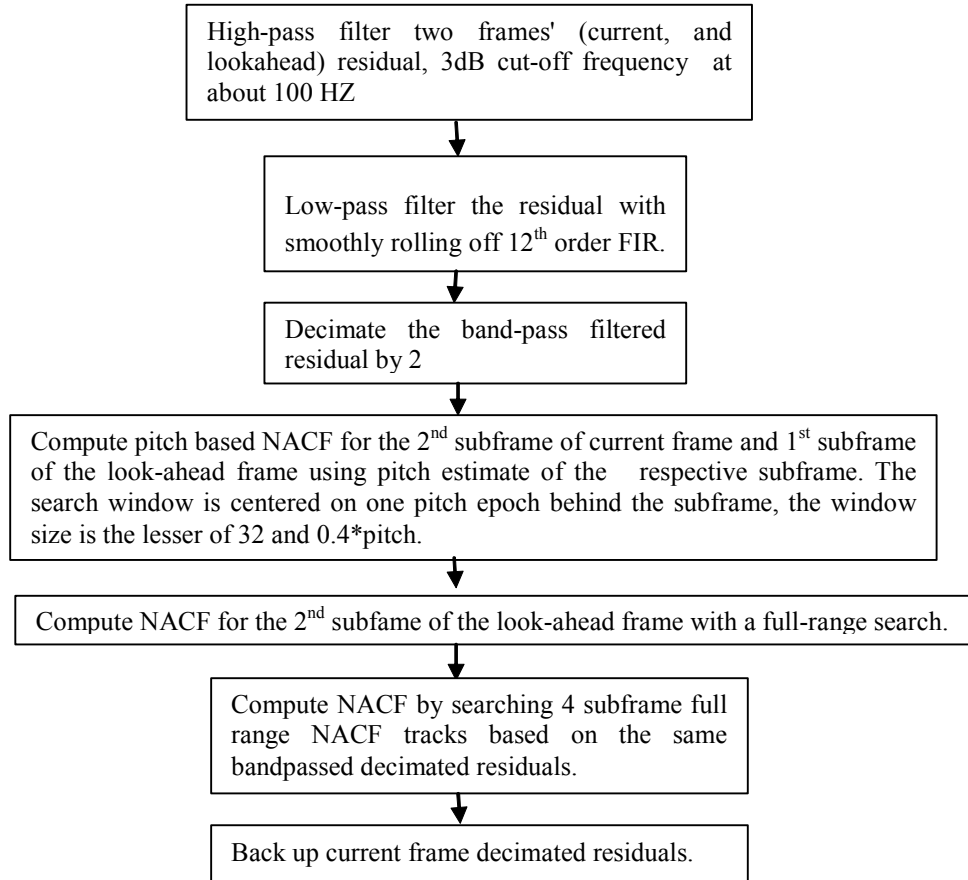 High-pass filter two frames' (current, and
lookahead) residual, 3dB cut-off frequency at
about 100 HZ
Low-pass filter the residual with
smoothly rolling off 12th order FIR.
Decimate the band-pass filtered
residual by 2
Compute pitch based NACF for the 2nd subframe of current frame and 1st subframe
of the look-ahead frame using pitch estimate of the respective subframe. The
search window is centered on one pitch epoch behind the subframe, the window
size is the lesser of 32 and 0.4*pitch.
Compute NACF for the 2nd subfame of the look-ahead frame with a full-range search.
Compute NACF by searching 4 subframe full
range NACF tracks based on the same
bandpassed decimated residuals.
Back up current frame decimated residuals.